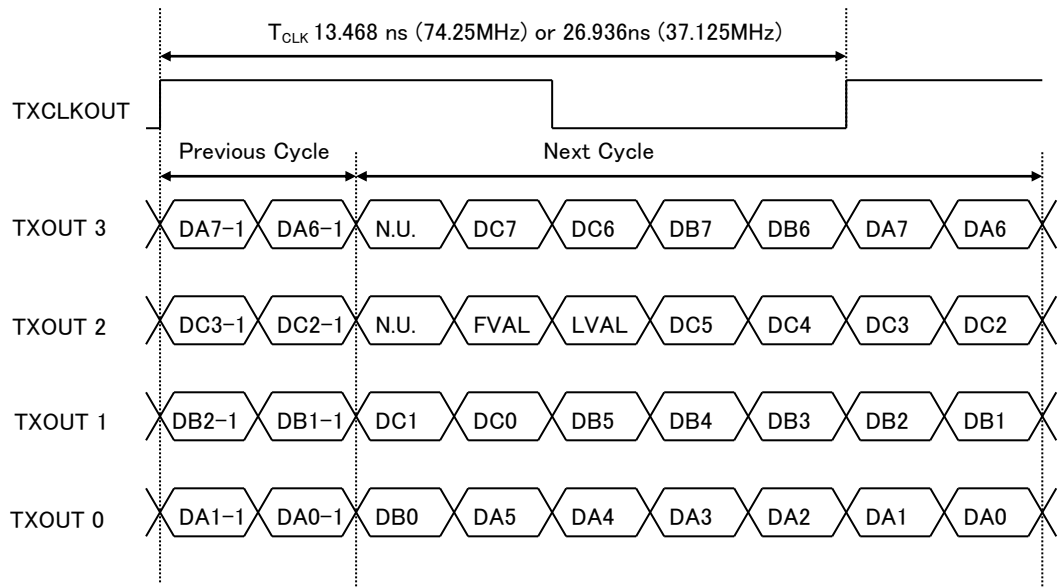 TCLK 13.468 ns (74.25MHz) or 26.936ns (37.125MHz)
TXCLKOUT
Previous Cycle Next Cycle
TXOUT 3 DA7-1 DA6-1 N.U. DC7 DC6 DB7 DB6 DA7 DA6
TXOUT 2 DC3-1 DC2-1 N.U. FVAL LVAL DC5 DC4 DC3 DC2
TXOUT 1 DB2-1 DB1-1 DC1 DC0 DB5 DB4 DB3 DB2 DB1
TXOUT 0 DA1-1 DA0-1 DB0 DA5 DA4 DA3 DA2 DA1 DA0